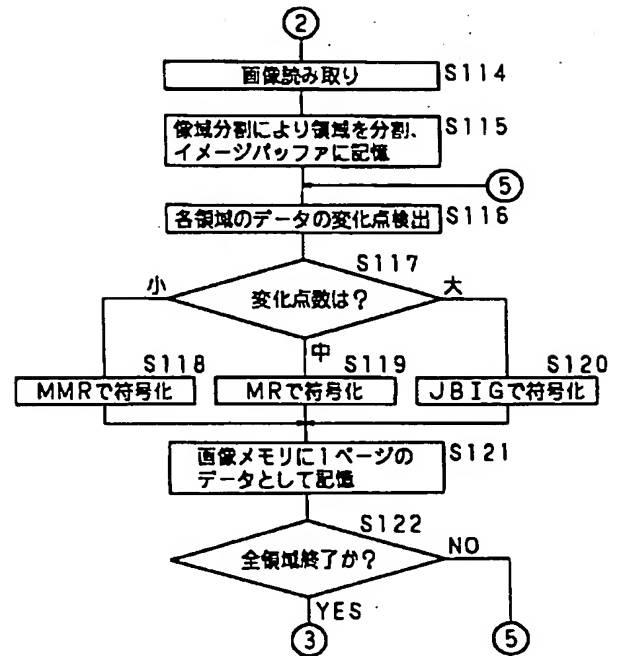 ②
画像読み取り
S114
像域分割により領域を分割、
イメージバッファに記憶
S115
⑤
各領域のデータの変化点検出
S116
S117
変化点数は？
小
大
中
S118
S119
S120
MMRで符号化
MRで符号化
JBIGで符号化
画像メモリに1ページの
データとして記憶
S121
S122
全領域終了か？
NO
YES
③
⑤